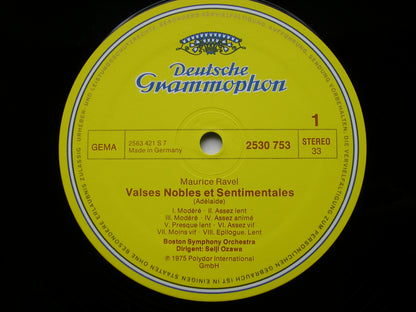 Deutsche
Grammophon
1
GEMA
2563 421 S 7
Made in Germany
2530 753
STEREO
33
Maurice Ravel
Valses Nobles et Sentimentales
(Adélaïde)
I. Modéré · II. Assez lent
III. Modéré · IV. Assez animé
V. Presque lent · VI. Assez vif
VII. Moins vif · VIII. Epilogue. Lent
Boston Symphony Orchestra
Dirigent: Seiji Ozawa
℗ 1975 Polydor International
GmbH